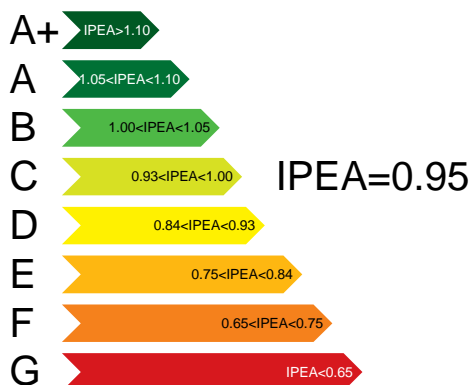 A+ IPEA>1.10
A 1.05<IPEA<1.10
B 1.00<IPEA<1.05
C 0.93<IPEA<1.00 IPEA=0.95
D 0.84<IPEA<0.93
E 0.75<IPEA<0.84
F 0.65<IPEA<0.75
G IPEA<0.65